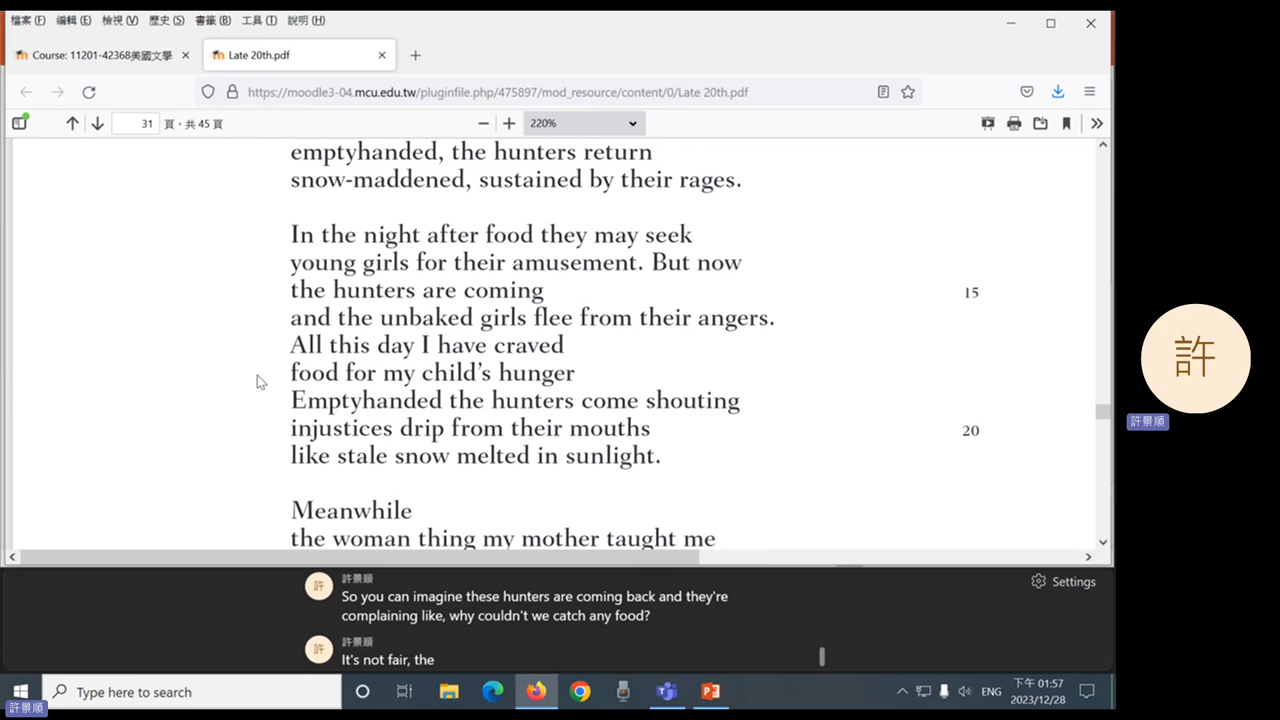 檔案 (F) 編輯 (E) 檢視 (V) 歷史 (S) 書籤 (B) 工具 (T) 說明 (H)
Course: 11201-42368美國文學
Late 20th.pdf
https://moodle3-04.mcu.edu.tw/pluginfile.php/475897/mod_resource/content/0/Late 20th.pdf
31 頁，共 45 頁
220%
emptyhanded, the hunters return
snow-maddened, sustained by their rages.
In the night after food they may seek
young girls for their amusement. But now
the hunters are coming 15
and the unbaked girls flee from their angers.
All this day I have craved
food for my child's hunger
Emptyhanded the hunters come shouting
injustices drip from their mouths 20
like stale snow melted in sunlight.
Meanwhile
the woman thing my mother taught me
許
許景順
許
許景順
So you can imagine these hunters are coming back and they're
complaining like, why couldn't we catch any food?
許
許景順
It's not fair, the
Settings
Type here to search
ENG
下午 01:57
2023/12/28
許景順